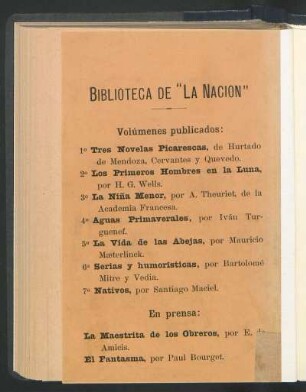 BIBLIOTECA DE "LA NACION"
Volúmenes publicados:
1º Tres Novelas Picarescas, de Hurtado
de Mendoza, Cervantes y Quevedo.
2º Los Primeros Hombres en la Luna,
por H. G. Wells.
3º La Niña Menor, por A. Theuriet, de la
Academia Francesa.
4º Aguas Primaverales, por Iván Tur-
guenef.
5º La Vida de las Abejas, por Mauricio
Mæterlinck.
6º Serias y humorísticas, por Bartolomé
Mitre y Vedia.
7º Nativos, por Santiago Maciel.
En prensa:
La Maestrita de los Obreros, por E. de
Amicis.
El Fantasma, por Paul Bourget.